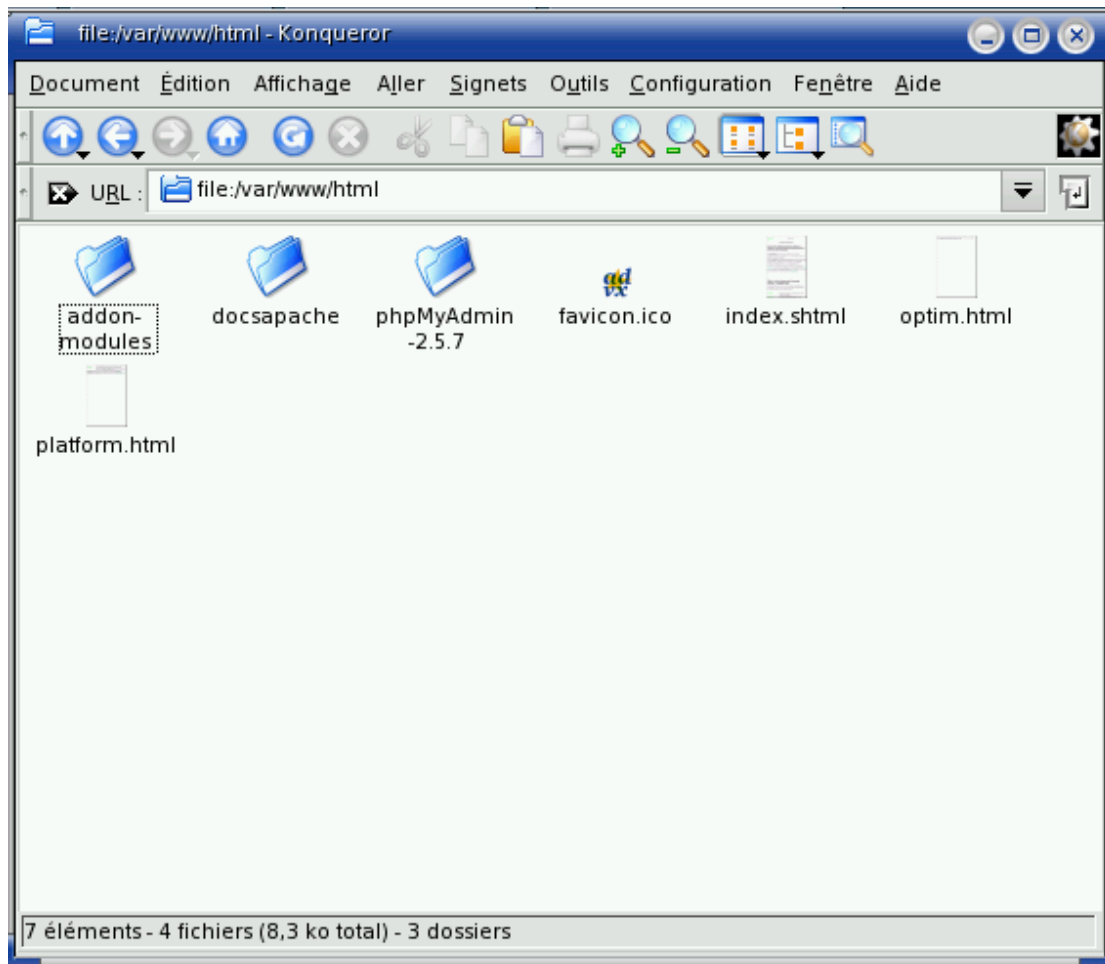 file:/var/www/html - Konqueror
Document Édition Affichage Aller Signets Outils Configuration Fenêtre Aide
URL : file:/var/www/html
addon-
modules
docsapache
phpMyAdmin
-2.5.7
favicon.ico
index.shtml
optim.html
platform.html
7 éléments - 4 fichiers (8,3 ko total) - 3 dossiers